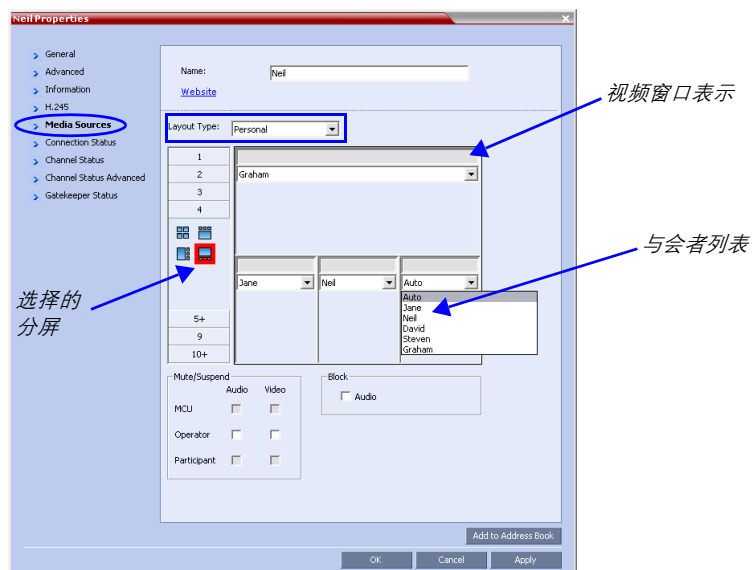 Neil Properties
General
Advanced
Information
H.245
Media Sources
Connection Status
Channel Status
Channel Status Advanced
Gatekeeper Status
Name:
Neil
Website
Layout Type:
Personal
1
2
3
4
5+
9
10+
Graham
Jane
Neil
Auto
Auto
Jane
Neil
David
Steven
Graham
Mute/Suspend
Audio
Video
MCU
Operator
Participant
Block
Audio
Add to Address Book
OK
Cancel
Apply
视频窗口表示
与会者列表
选择的
分屏